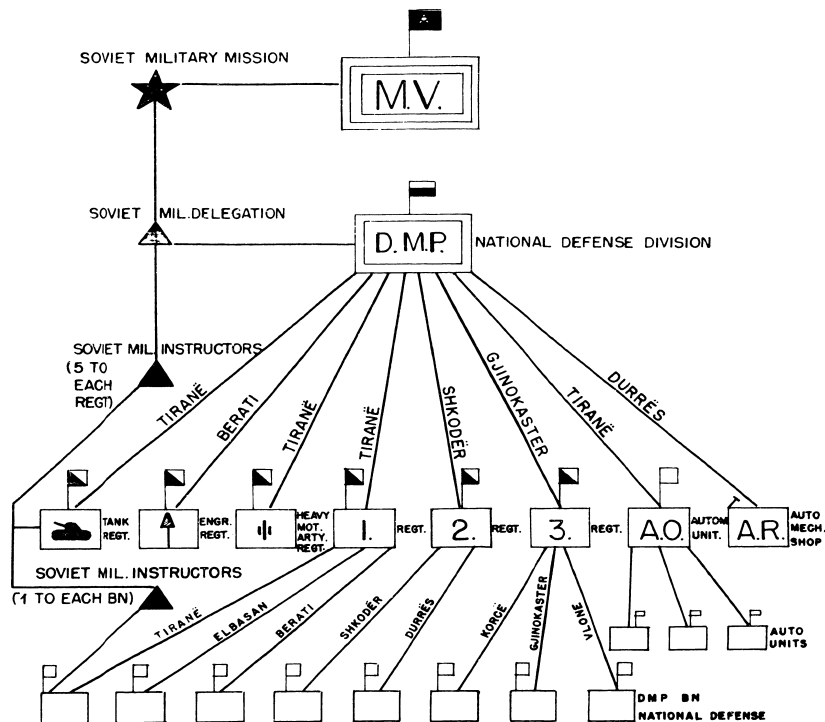 SOVIET MILITARY MISSION
M.V.
SOVIET MIL. DELEGATION
D.M.P.
NATIONAL DEFENSE DIVISION
SOVIET MIL. INSTRUCTORS
(5 TO
EACH
REGT)
TIRANË
BERATI
TIRANË
TIRANË
SHKODËR
GJINOKASTER
TIRANË
DURRËS
TANK
REGT.
ENGR.
REGT.
HEAVY
MOT.
ARTY.
REGT.
1.
REGT.
2.
REGT.
3.
REGT.
A.O.
AUTOM.
UNIT.
A.R.
AUTO
MECH.
SHOP
SOVIET MIL. INSTRUCTORS
(1 TO EACH BN)
TIRANË
ELBASAN
BERATI
SHKODËR
DURRËS
KORCË
GJINOKASTER
VLONË
AUTO
UNITS
DMP BN
NATIONAL DEFENSE